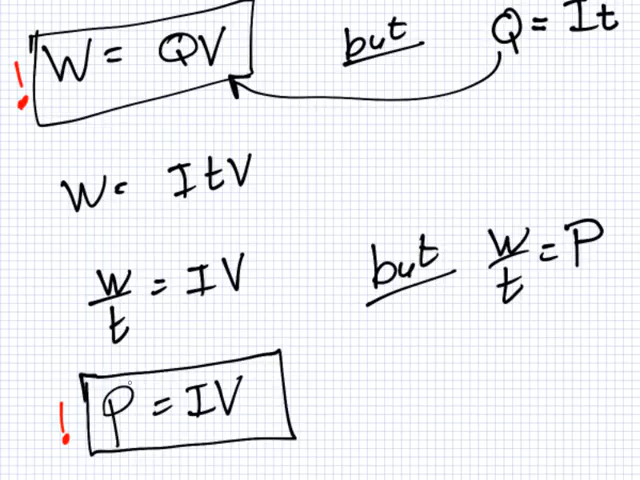 ! W = QV but Q = It
W = ItV
W/t = IV but W/t = P
! P = IV